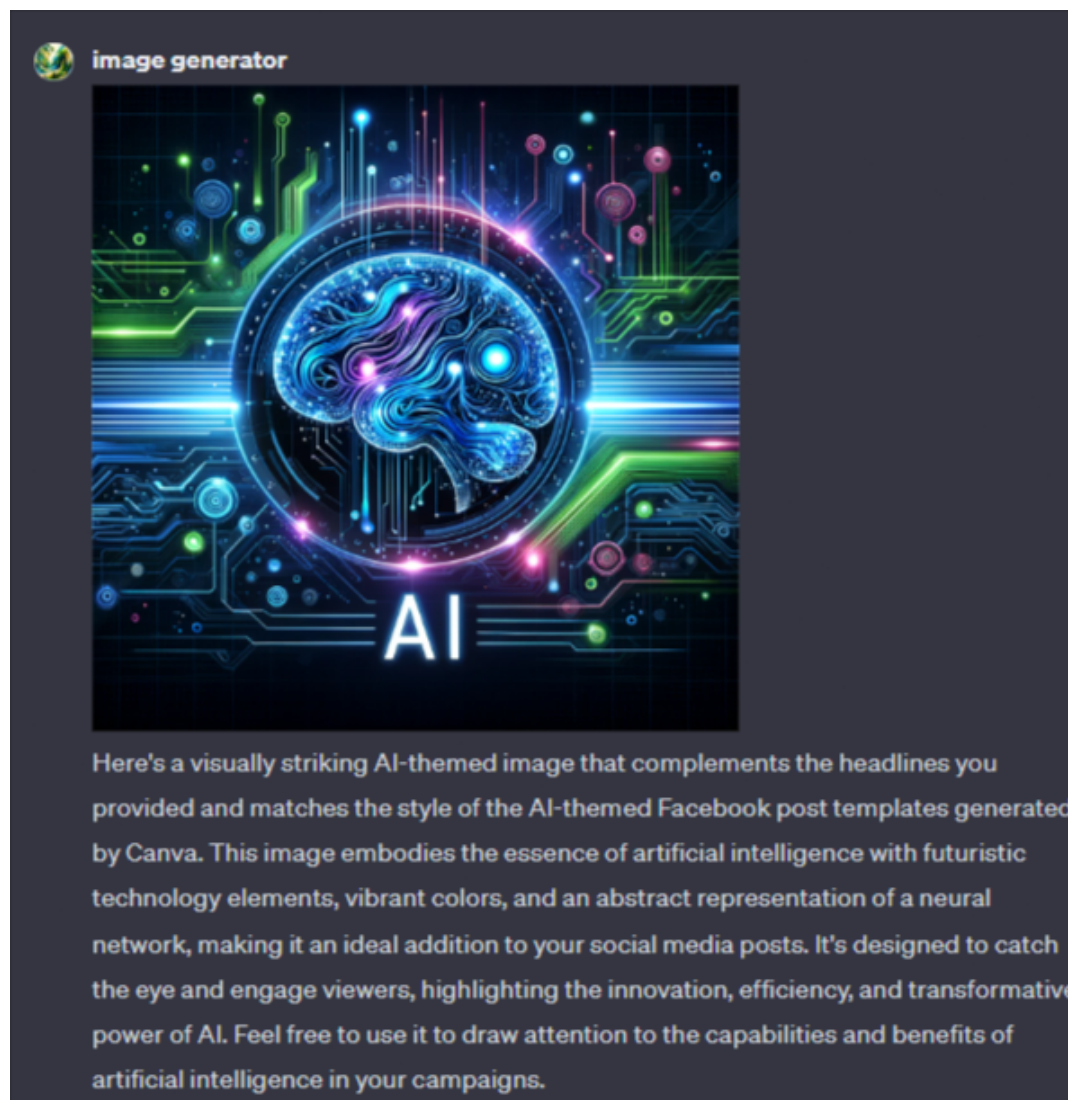 image generator
AI
Here's a visually striking AI-themed image that complements the headlines you
provided and matches the style of the AI-themed Facebook post templates generated
by Canva. This image embodies the essence of artificial intelligence with futuristic
technology elements, vibrant colors, and an abstract representation of a neural
network, making it an ideal addition to your social media posts. It's designed to catch
the eye and engage viewers, highlighting the innovation, efficiency, and transformative
power of AI. Feel free to use it to draw attention to the capabilities and benefits of
artificial intelligence in your campaigns.